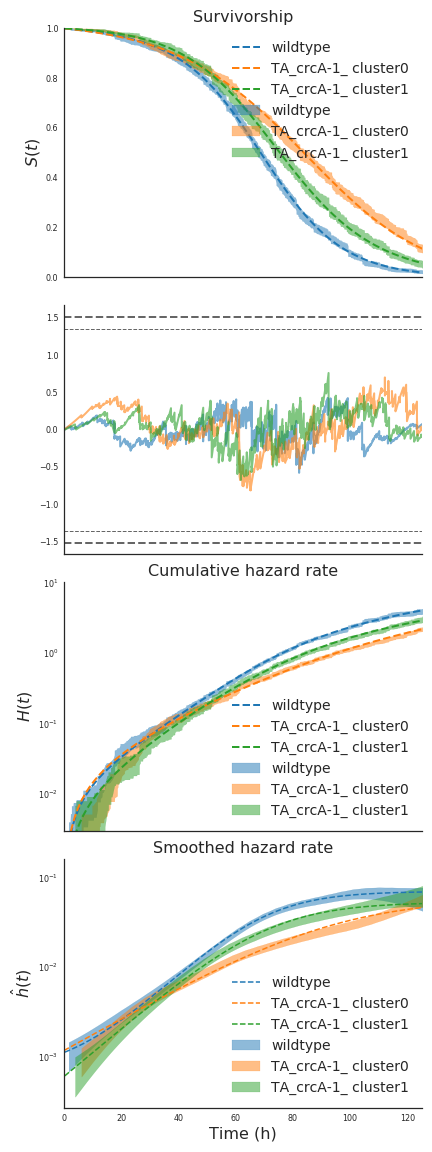 Survivorship
1.0
0.8
0.6
0.4
0.2
0.0
S(t)
wildtype
TA_crcA-1_ cluster0
TA_crcA-1_ cluster1
wildtype
TA_crcA-1_ cluster0
TA_crcA-1_ cluster1
1.5
1.0
0.5
0.0
−0.5
−1.0
−1.5
Cumulative hazard rate
10¹
10⁰
10⁻¹
10⁻²
H(t)
wildtype
TA_crcA-1_ cluster0
TA_crcA-1_ cluster1
wildtype
TA_crcA-1_ cluster0
TA_crcA-1_ cluster1
Smoothed hazard rate
10⁻¹
10⁻²
10⁻³
ĥ(t)
wildtype
TA_crcA-1_ cluster0
TA_crcA-1_ cluster1
wildtype
TA_crcA-1_ cluster0
TA_crcA-1_ cluster1
0 20 40 60 80 100 120
Time (h)